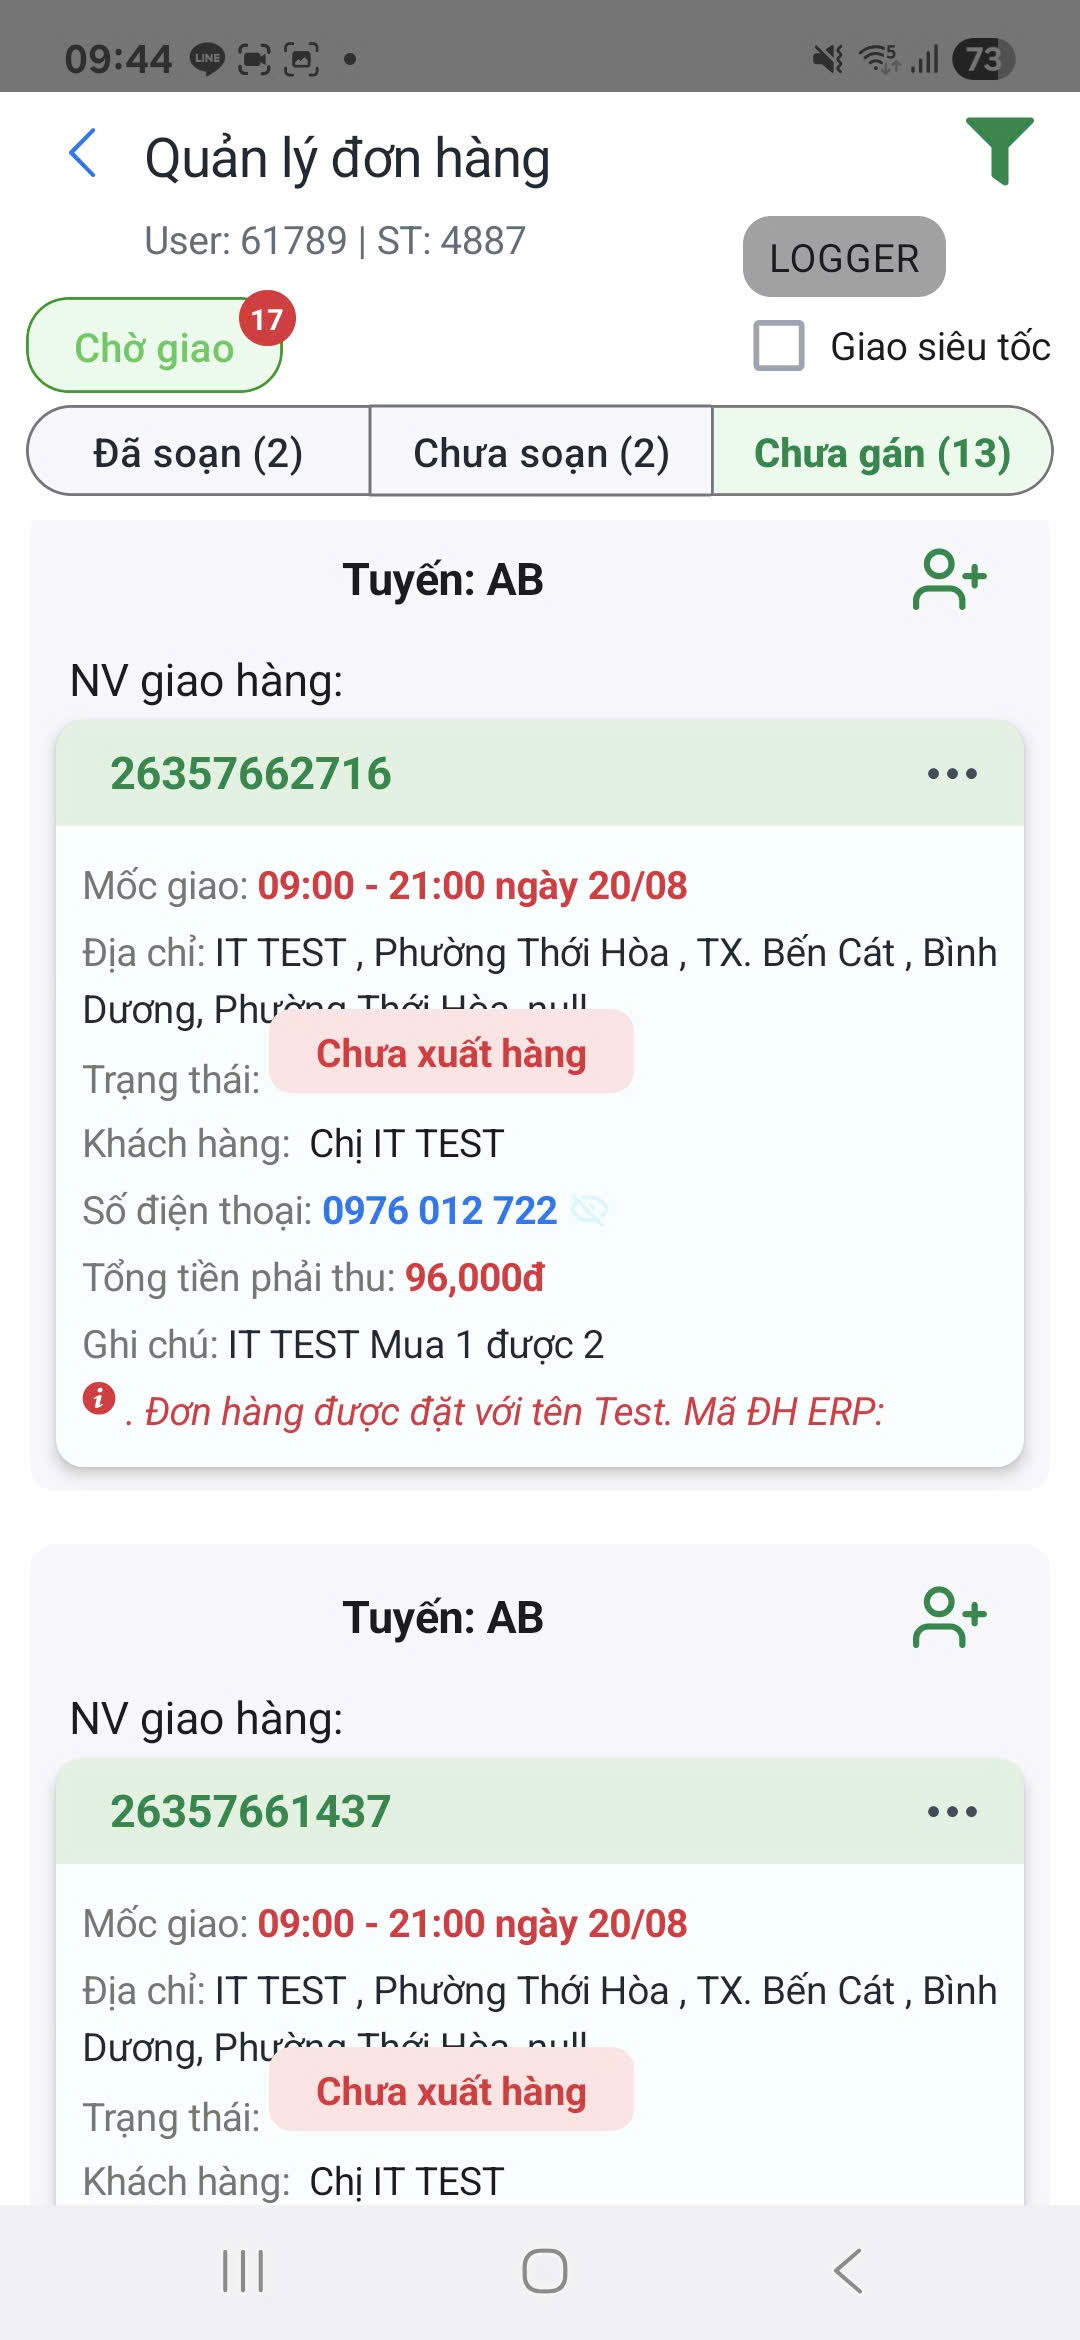 09:44
LINE
5
73
Quản lý đơn hàng
User: 61789 | ST: 4887
LOGGER
Chờ giao
17
Giao siêu tốc
Đã soạn (2)
Chưa soạn (2)
Chưa gán (13)
Tuyến: AB
NV giao hàng:
26357662716
Mốc giao: 09:00 - 21:00 ngày 20/08
Địa chỉ: IT TEST , Phường Thới Hòa , TX. Bến Cát , Bình
Dương, Phường Thới Hòa, null
Trạng thái: Chưa xuất hàng
Khách hàng: Chị IT TEST
Số điện thoại: 0976 012 722
Tổng tiền phải thu: 96,000đ
Ghi chú: IT TEST Mua 1 được 2
. Đơn hàng được đặt với tên Test. Mã ĐH ERP:
Tuyến: AB
NV giao hàng:
26357661437
Mốc giao: 09:00 - 21:00 ngày 20/08
Địa chỉ: IT TEST , Phường Thới Hòa , TX. Bến Cát , Bình
Dương, Phường Thới Hòa, null
Trạng thái: Chưa xuất hàng
Khách hàng: Chị IT TEST